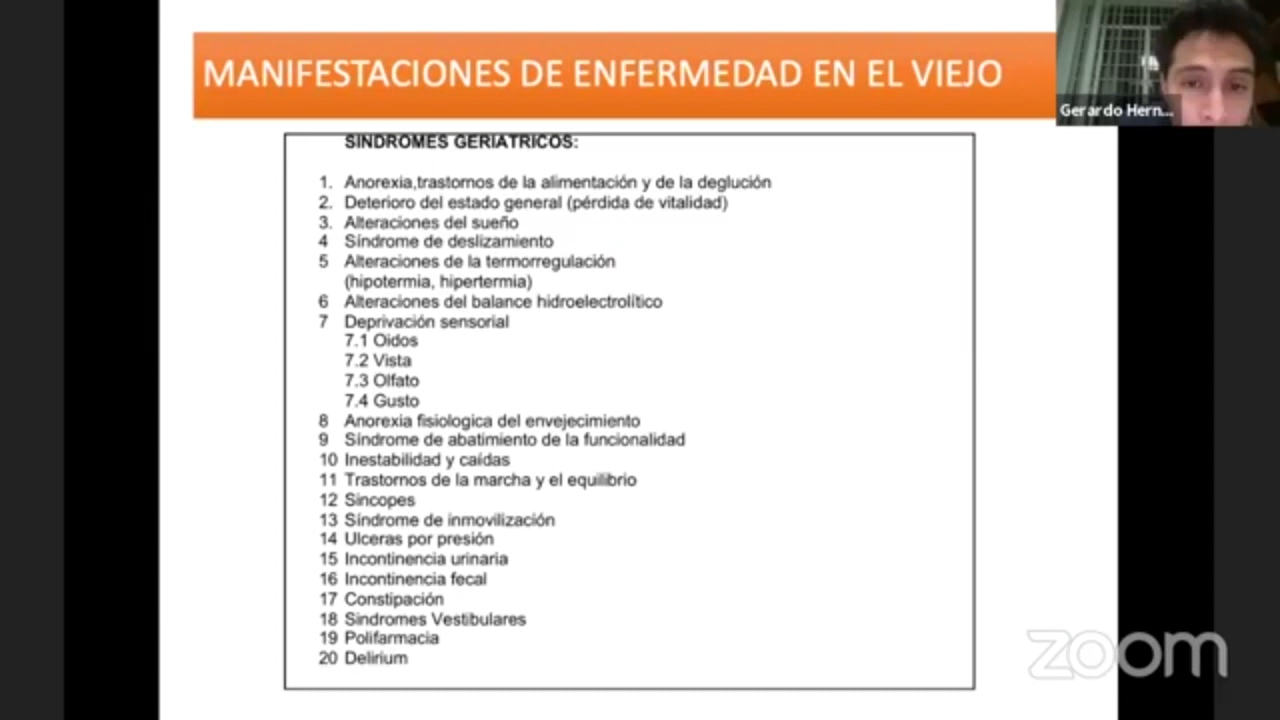 MANIFESTACIONES DE ENFERMEDAD EN EL VIEJO
Gerardo Hern...
SINDROMES GERIATRICOS:
1. Anorexia,trastornos de la alimentación y de la deglución
2. Deterioro del estado general (pérdida de vitalidad)
3. Alteraciones del sueño
4 Síndrome de deslizamiento
5 Alteraciones de la termorregulación
(hipotermia, hipertermia)
6 Alteraciones del balance hidroelectrolítico
7 Deprivación sensorial
7.1 Oidos
7.2 Vista
7.3 Olfato
7.4 Gusto
8 Anorexia fisiologica del envejecimiento
9 Síndrome de abatimiento de la funcionalidad
10 Inestabilidad y caídas
11 Trastornos de la marcha y el equilibrio
12 Sincopes
13 Síndrome de inmovilización
14 Ulceras por presión
15 Incontinencia urinaria
16 Incontinencia fecal
17 Constipación
18 Sindromes Vestibulares
19 Polifarmacia
20 Delirium
zoom